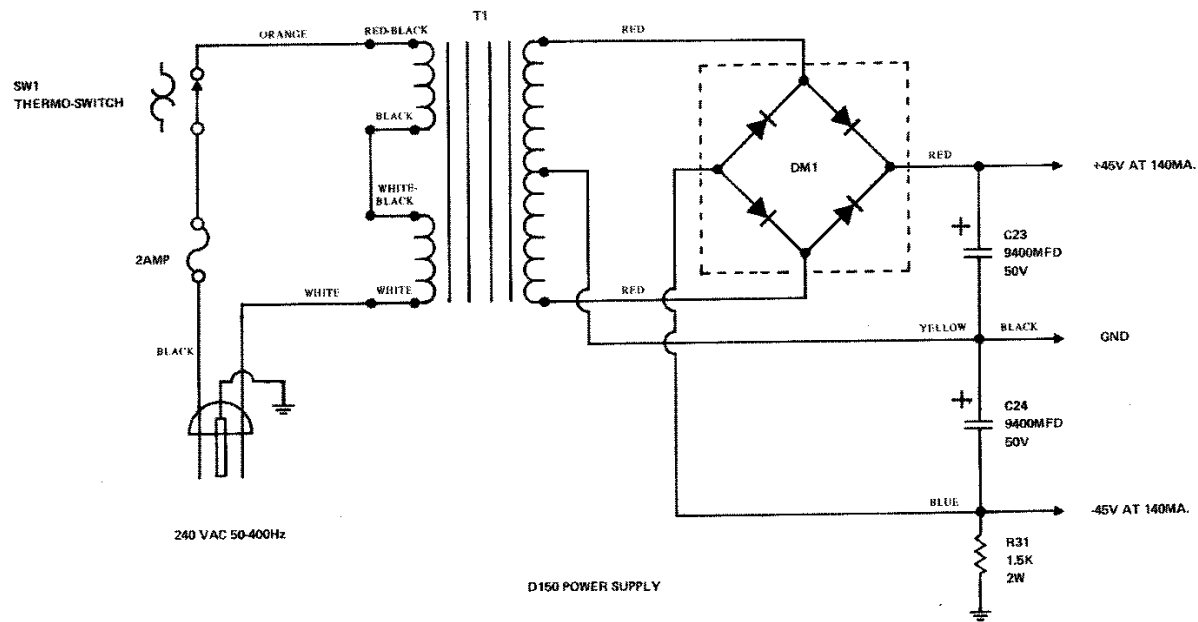 T1
ORANGE
RED-BLACK
RED
SW1
THERMO-SWITCH
BLACK
DM1
RED
+45V AT 140MA.
WHITE-
BLACK
+
C23
9400MFD
50V
2AMP
WHITE
WHITE
RED
YELLOW
BLACK
GND
BLACK
+
C24
9400MFD
50V
BLUE
-45V AT 140MA.
240 VAC 50-400Hz
R31
1.5K
2W
D150 POWER SUPPLY